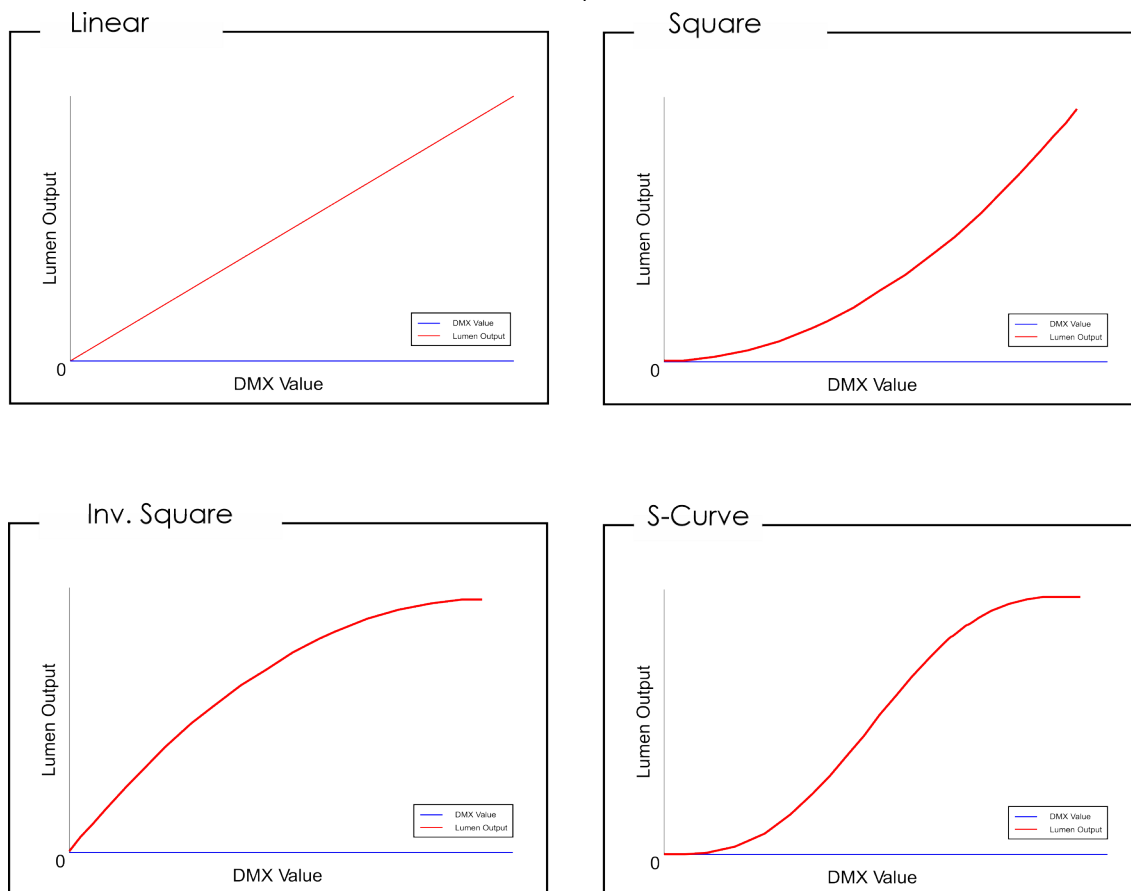 Linear
Lumen Output
DMX Value
Lumen Output
0
DMX Value
Square
Lumen Output
DMX Value
Lumen Output
0
DMX Value
Inv. Square
Lumen Output
DMX Value
Lumen Output
0
DMX Value
S-Curve
Lumen Output
DMX Value
Lumen Output
0
DMX Value